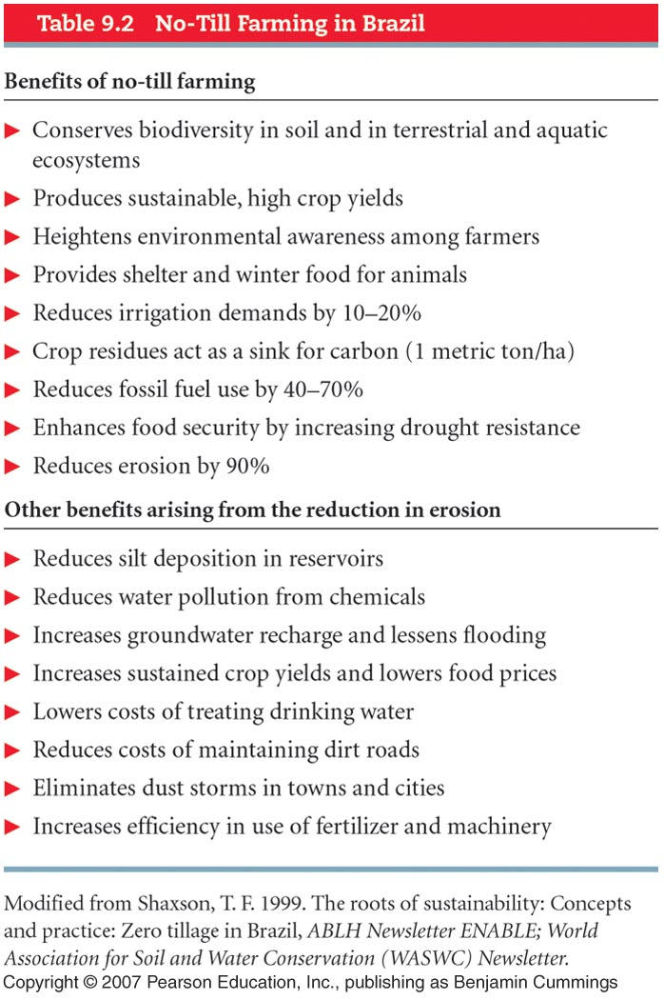 Table 9.2 No-Till Farming in Brazil
Benefits of no-till farming
► Conserves biodiversity in soil and in terrestrial and aquatic
ecosystems
► Produces sustainable, high crop yields
► Heightens environmental awareness among farmers
► Provides shelter and winter food for animals
► Reduces irrigation demands by 10–20%
► Crop residues act as a sink for carbon (1 metric ton/ha)
► Reduces fossil fuel use by 40–70%
► Enhances food security by increasing drought resistance
► Reduces erosion by 90%
Other benefits arising from the reduction in erosion
► Reduces silt deposition in reservoirs
► Reduces water pollution from chemicals
► Increases groundwater recharge and lessens flooding
► Increases sustained crop yields and lowers food prices
► Lowers costs of treating drinking water
► Reduces costs of maintaining dirt roads
► Eliminates dust storms in towns and cities
► Increases efficiency in use of fertilizer and machinery
Modified from Shaxson, T. F. 1999. The roots of sustainability: Concepts
and practice: Zero tillage in Brazil, ABLH Newsletter ENABLE; World
Association for Soil and Water Conservation (WASWC) Newsletter.
Copyright © 2007 Pearson Education, Inc., publishing as Benjamin Cummings